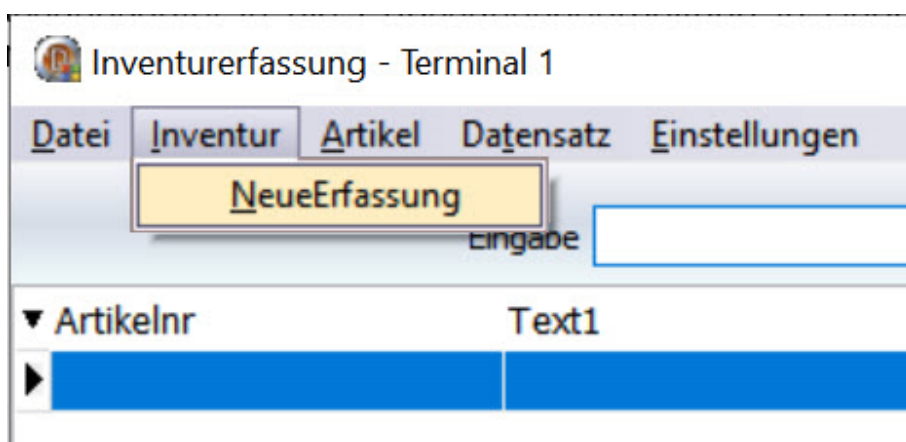 Inventurerfassung - Terminal 1
Datei Inventur Artikel Datensatz Einstellungen
NeueErfassung
Eingabe
Artikelnr Text1